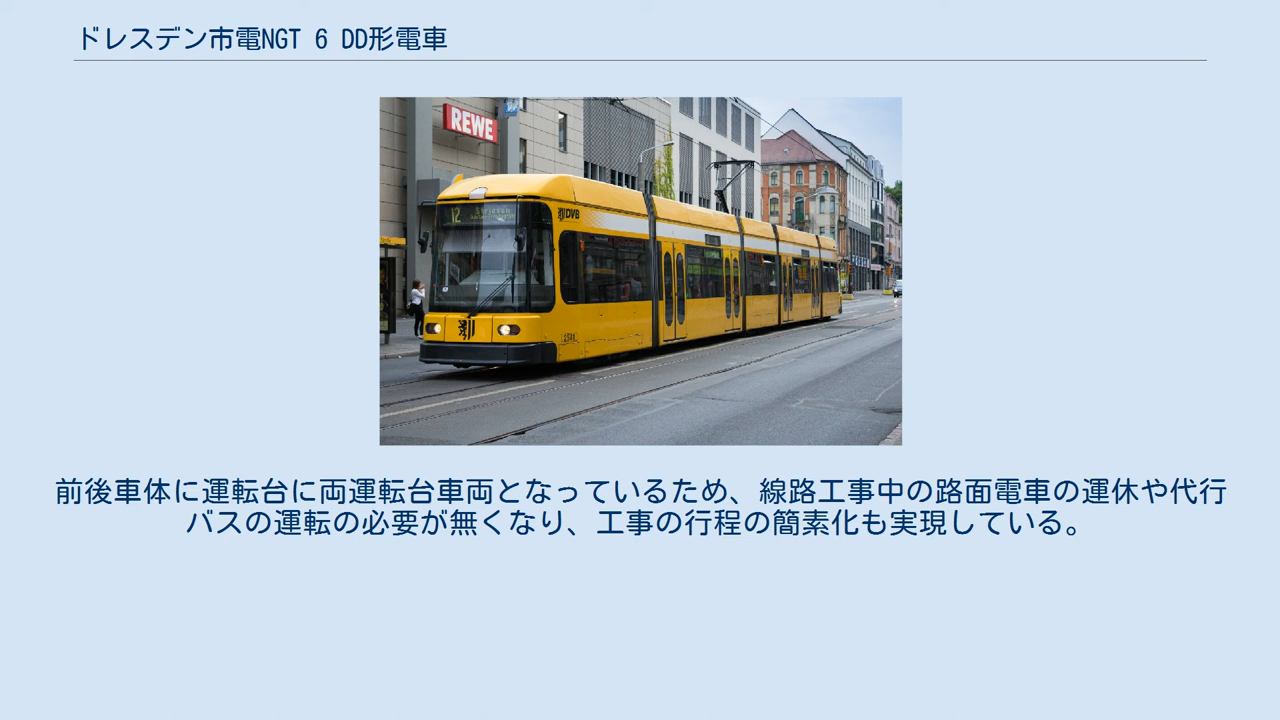 ドレスデン市電NGT 6 DD形電車
REWE
12
DVB
前後車体に運転台に両運転台車両となっているため、線路工事中の路面電車の運休や代行
バスの運転の必要が無くなり、工事の行程の簡素化も実現している。